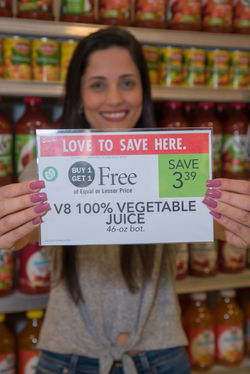 LOVE TO SAVE HERE.
BUY 1
GET 1
Free
of Equal or Lesser Price
SAVE
3.39
V8 100% VEGETABLE
JUICE
46-oz bot.